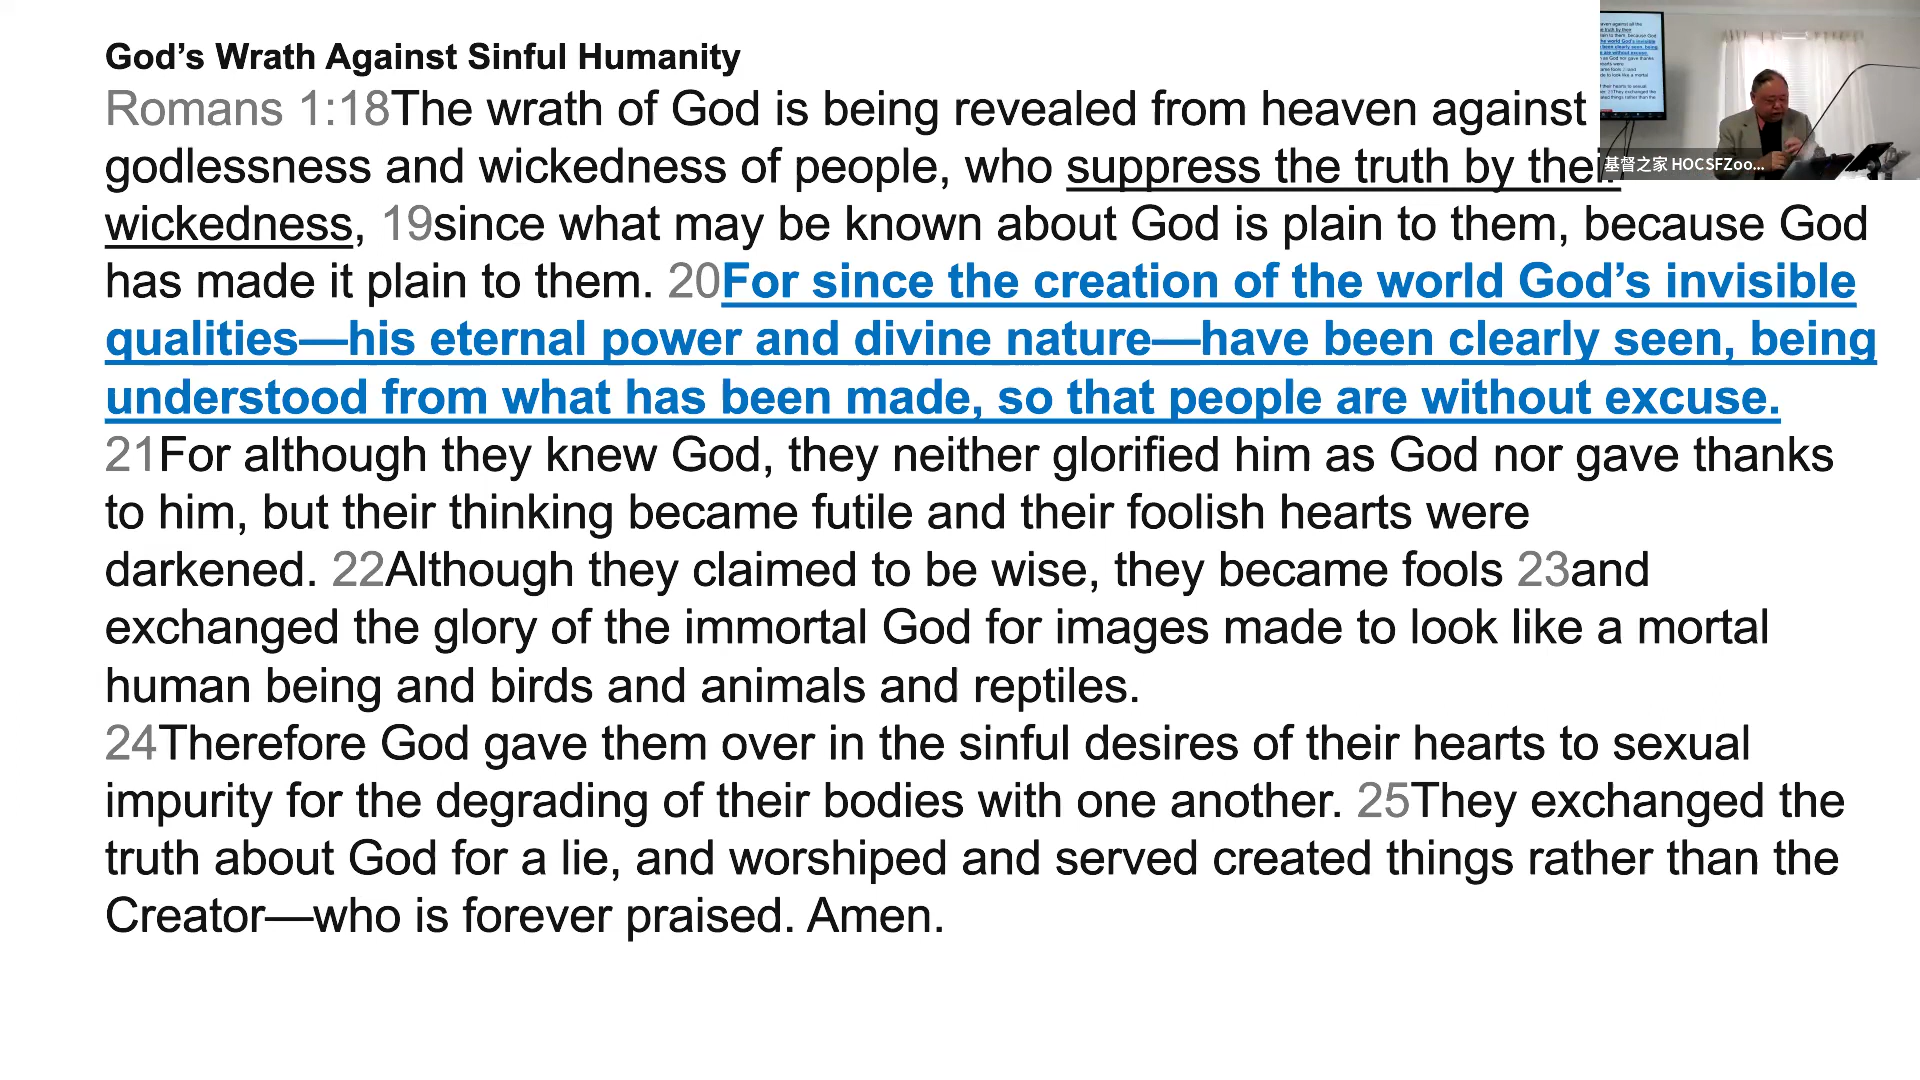 God’s Wrath Against Sinful Humanity
Romans 1:18The wrath of God is being revealed from heaven against
godlessness and wickedness of people, who suppress the truth by their
wickedness, 19since what may be known about God is plain to them, because God
has made it plain to them. 20For since the creation of the world God’s invisible
qualities—his eternal power and divine nature—have been clearly seen, being
understood from what has been made, so that people are without excuse.
21For although they knew God, they neither glorified him as God nor gave thanks
to him, but their thinking became futile and their foolish hearts were
darkened. 22Although they claimed to be wise, they became fools 23and
exchanged the glory of the immortal God for images made to look like a mortal
human being and birds and animals and reptiles.
24Therefore God gave them over in the sinful desires of their hearts to sexual
impurity for the degrading of their bodies with one another. 25They exchanged the
truth about God for a lie, and worshiped and served created things rather than the
Creator—who is forever praised. Amen.
基督之家 HOCSFZoo...